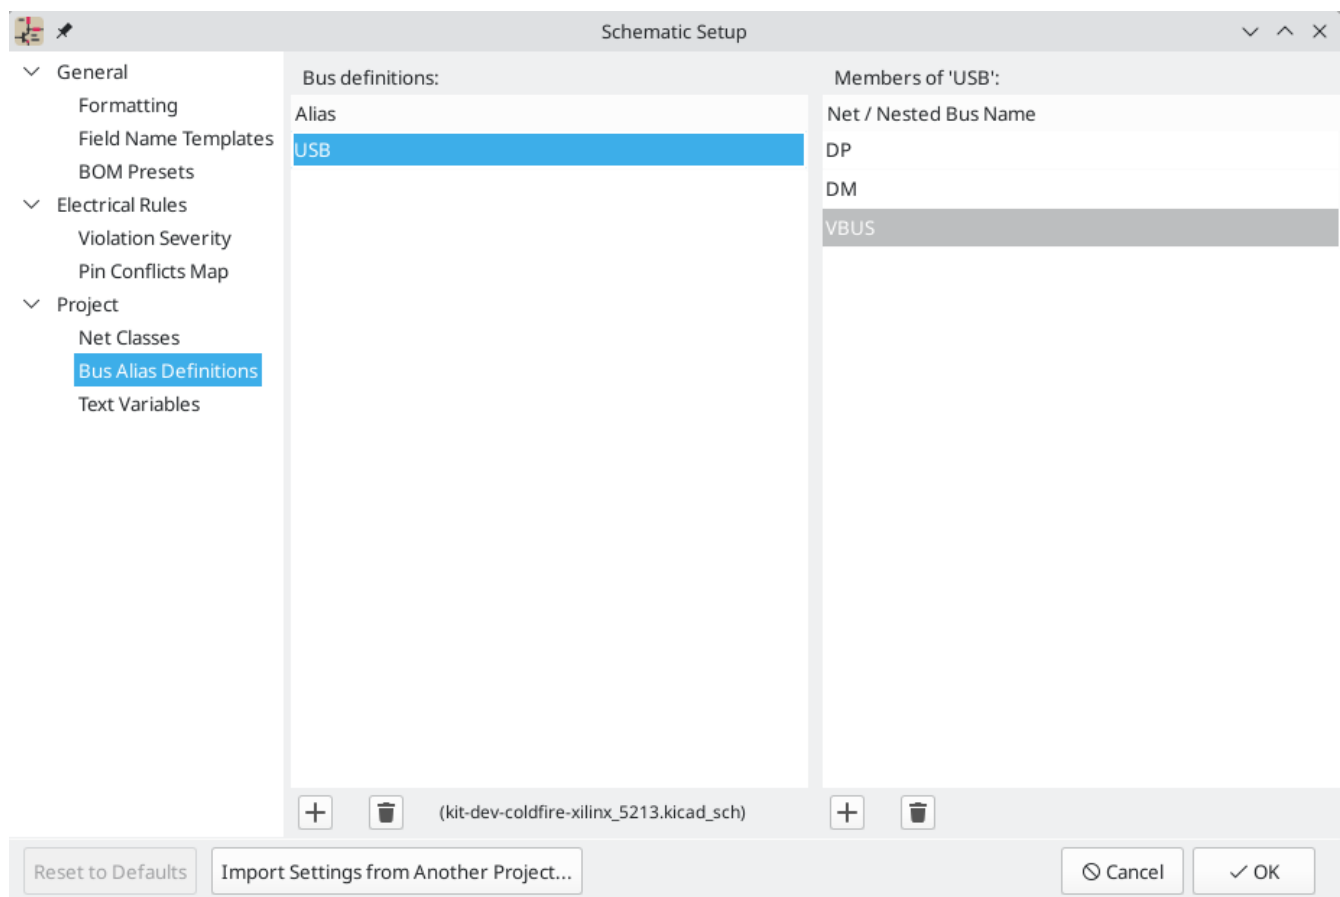 Schematic Setup
General
Formatting
Field Name Templates
BOM Presets
Electrical Rules
Violation Severity
Pin Conflicts Map
Project
Net Classes
Bus Alias Definitions
Text Variables
Bus definitions:
Alias
USB
(kit-dev-coldfire-xilinx_5213.kicad_sch)
Members of 'USB':
Net / Nested Bus Name
DP
DM
VBUS
Reset to Defaults
Import Settings from Another Project...
Cancel
OK